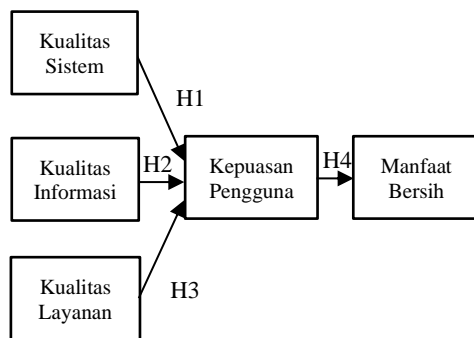 Kualitas
Sistem
H1
Kualitas
Informasi
H2
Kepuasan
Pengguna
H4
Manfaat
Bersih
Kualitas
Layanan
H3